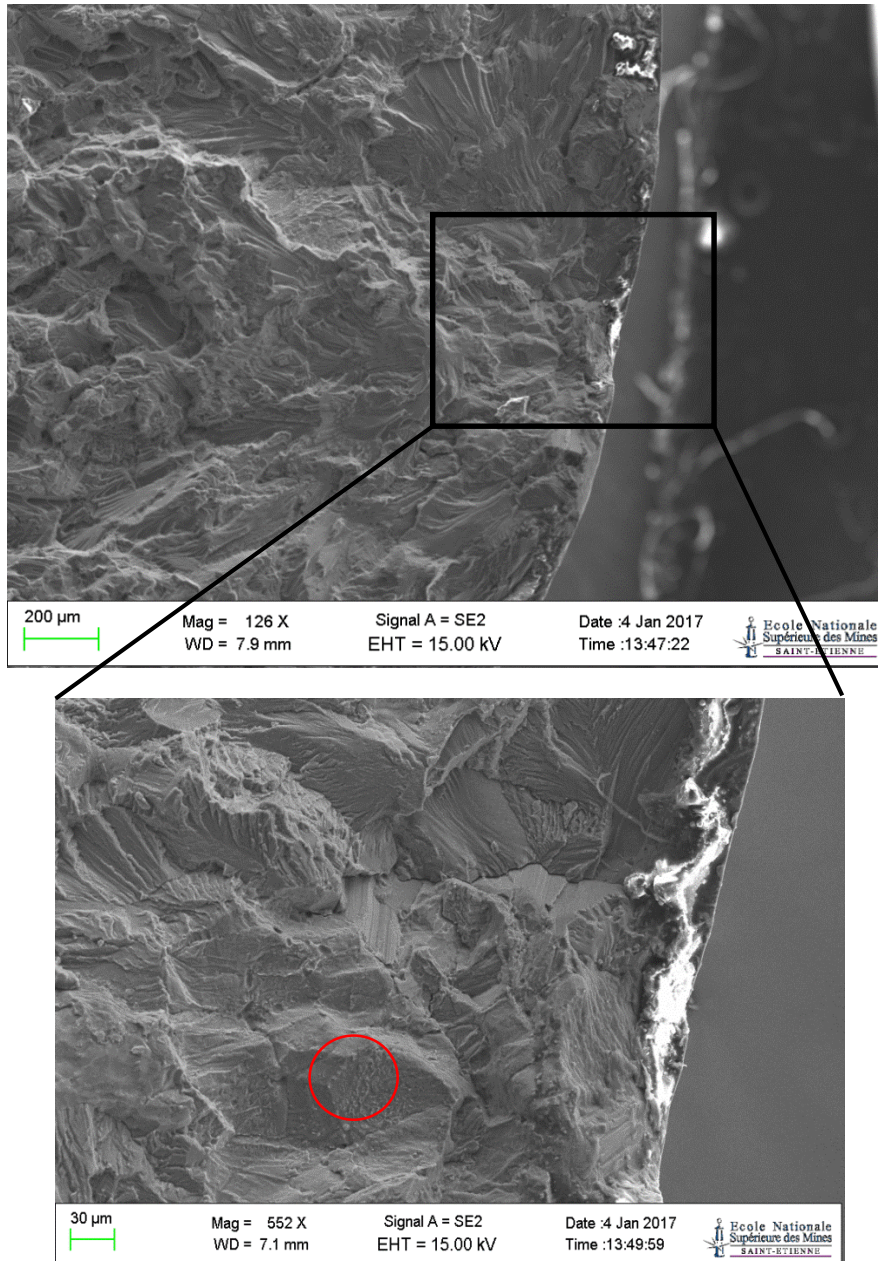 200 µm
Mag = 126 X
WD = 7.9 mm
Signal A = SE2
EHT = 15.00 kV
Date :4 Jan 2017
Time :13:47:22
Ecole Nationale
Supérieure des Mines
SAINT-ETIENNE
30 µm
Mag = 552 X
WD = 7.1 mm
Signal A = SE2
EHT = 15.00 kV
Date :4 Jan 2017
Time :13:49:59
Ecole Nationale
Supérieure des Mines
SAINT-ETIENNE